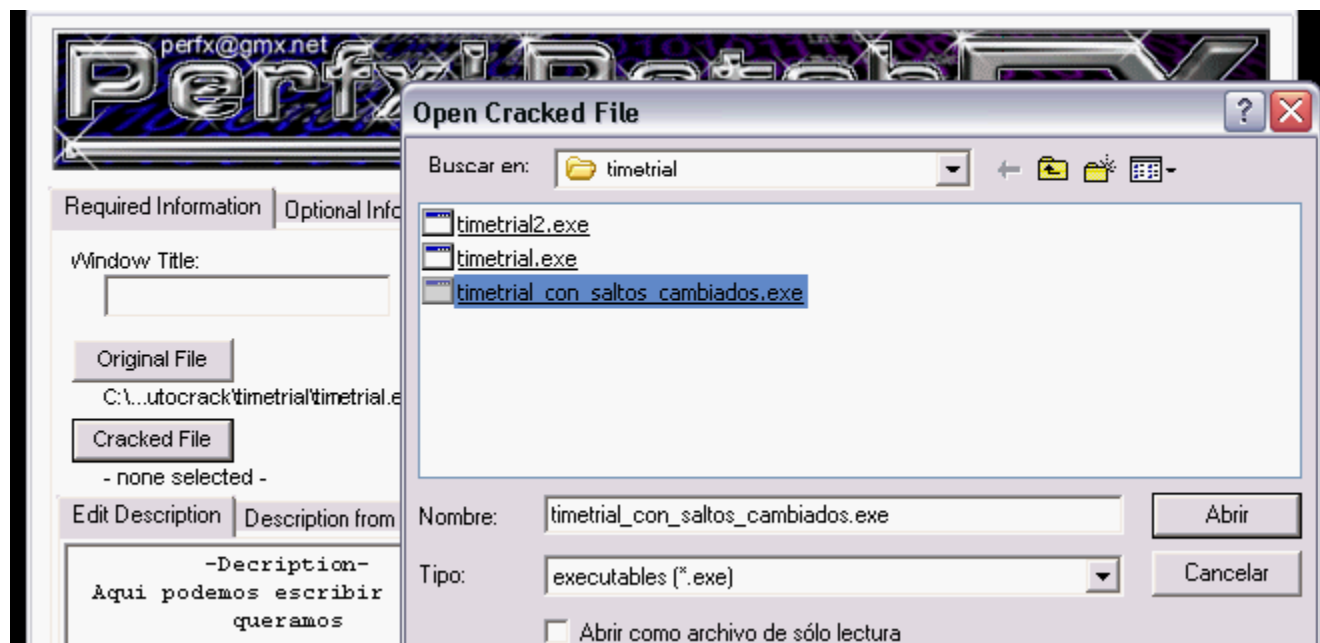 perfx@gmx.net
Perfx' PatchFX
Open Cracked File
Buscar en:
timetrial
Required Information
Optional Info
timetrial2.exe
timetrial.exe
timetrial_con_saltos_cambiados.exe
Window Title:
Original File
C:\...utocrack\timetrial\timetrial.e
Cracked File
- none selected -
Edit Description
Description from
Nombre:
timetrial_con_saltos_cambiados.exe
Abrir
-Decription-
Aqui podemos escribir
queramos
Tipo:
executables (*.exe)
Cancelar
Abrir como archivo de sólo lectura